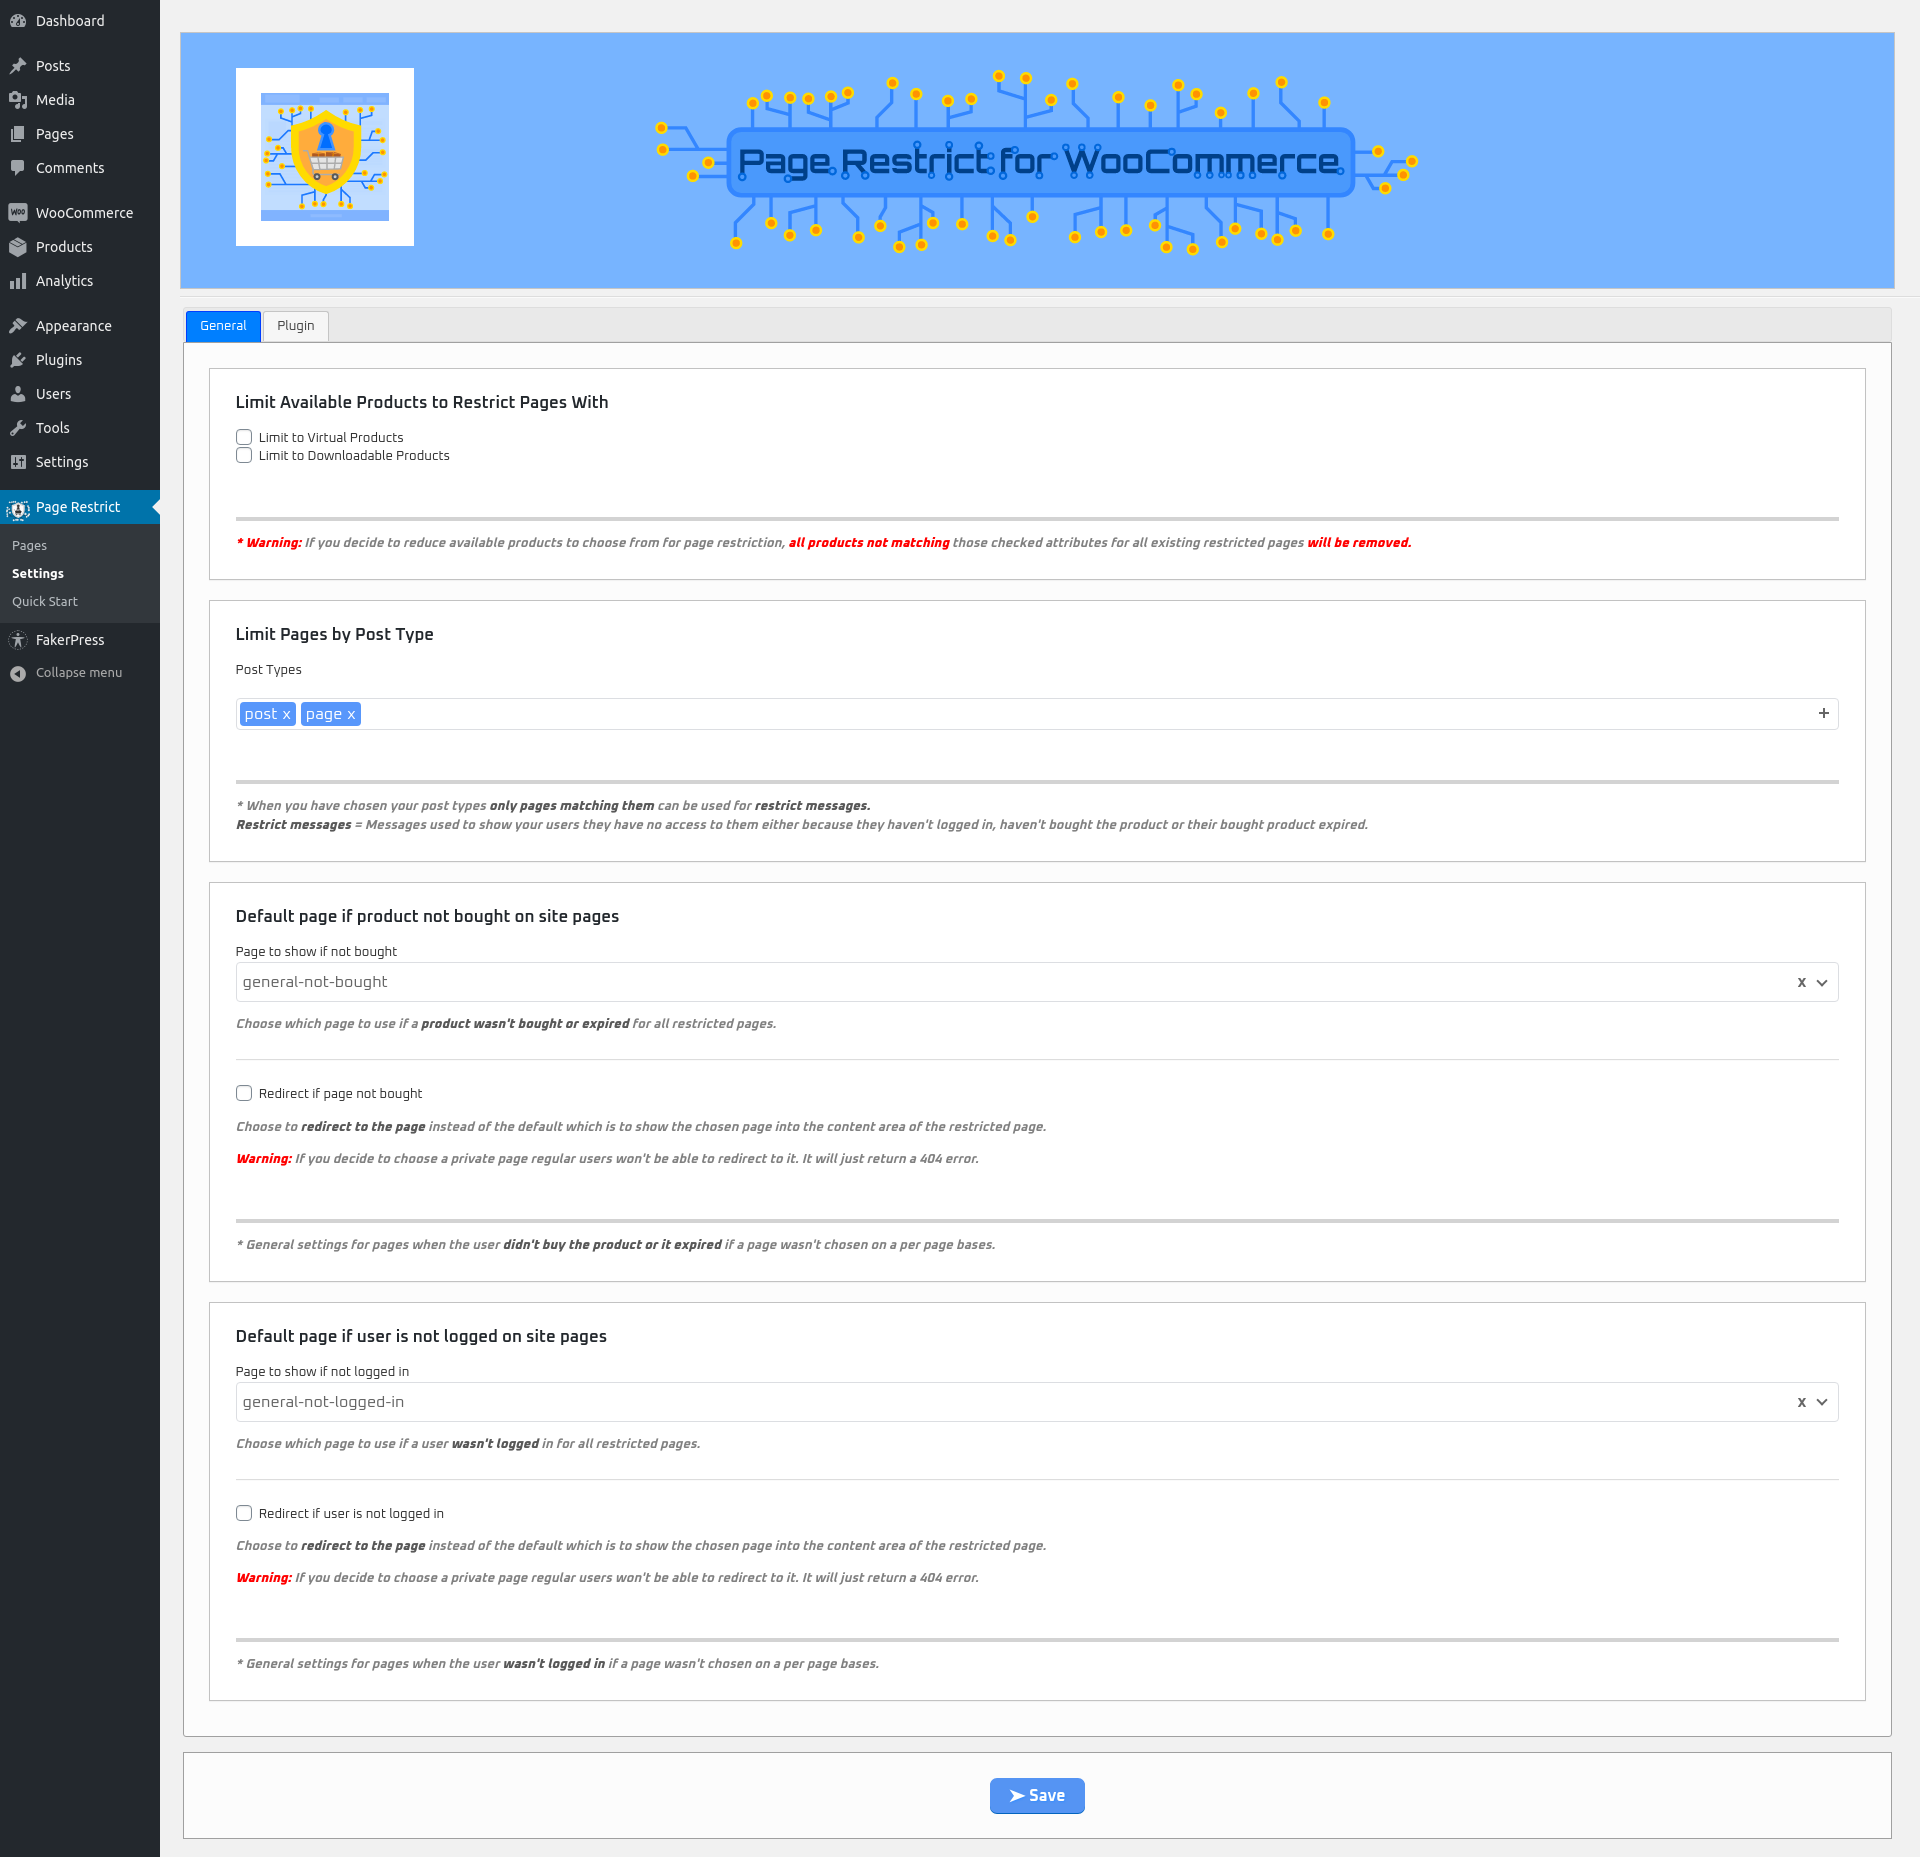 Dashboard
Posts
Media
Pages
Comments
WooCommerce
Products
Analytics
Appearance
Plugins
Users
Tools
Settings
Page Restrict
Pages
Settings
Quick Start
FakerPress
Collapse menu
Page Restrict for WooCommerce
General
Plugin
Limit Available Products to Restrict Pages With
Limit to Virtual Products
Limit to Downloadable Products
* Warning: If you decide to reduce available products to choose from for page restriction, all products not matching those checked attributes for all existing restricted pages will be removed.
Limit Pages by Post Type
Post Types
post x page x +
* When you have chosen your post types only pages matching them can be used for restrict messages.
Restrict messages = Messages used to show your users they have no access to them either because they haven't logged in, haven't bought the product or their bought product expired.
Default page if product not bought on site pages
Page to show if not bought
general-not-bought x
Choose which page to use if a product wasn't bought or expired for all restricted pages.
Redirect if page not bought
Choose to redirect to the page instead of the default which is to show the chosen page into the content area of the restricted page.
Warning: If you decide to choose a private page regular users won't be able to redirect to it. It will just return a 404 error.
* General settings for pages when the user didn't buy the product or it expired if a page wasn't chosen on a per page bases.
Default page if user is not logged on site pages
Page to show if not logged in
general-not-logged-in x
Choose which page to use if a user wasn't logged in for all restricted pages.
Redirect if user is not logged in
Choose to redirect to the page instead of the default which is to show the chosen page into the content area of the restricted page.
Warning: If you decide to choose a private page regular users won't be able to redirect to it. It will just return a 404 error.
* General settings for pages when the user wasn't logged in if a page wasn't chosen on a per page bases.
Save